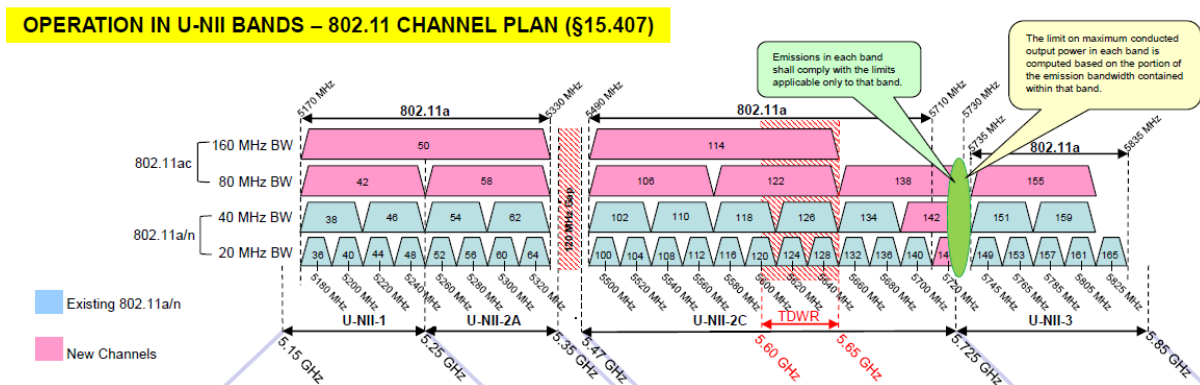 OPERATION IN U-NII BANDS – 802.11 CHANNEL PLAN (§15.407)
Emissions in each band
shall comply with the limits
applicable only to that band.
The limit on maximum conducted
output power in each band is
computed based on the portion of
the emission bandwidth contained
within that band.
5170 MHz
5330 MHz
5490 MHz
5710 MHz
5730 MHz
5735 MHz
5835 MHz
802.11a
802.11a
802.11a
802.11ac
160 MHz BW
50
114
80 MHz BW
42
58
106
122
138
155
120 MHz Gap
802.11a/n
40 MHz BW
38
46
54
62
102
110
118
126
134
142
151
159
20 MHz BW
36
40
44
48
52
56
60
64
100
104
108
112
116
120
124
128
132
136
140
14
149
153
157
161
165
5180 MHz
5200 MHz
5220 MHz
5240 MHz
5260 MHz
5280 MHz
5300 MHz
5320 MHz
5500 MHz
5520 MHz
5540 MHz
5560 MHz
5580 MHz
5600 MHz
5620 MHz
5640 MHz
5660 MHz
5680 MHz
5700 MHz
5720 MHz
5745 MHz
5765 MHz
5785 MHz
5805 MHz
5825 MHz
Existing 802.11a/n
New Channels
U-NII-1
U-NII-2A
U-NII-2C
TDWR
U-NII-3
5.15 GHz
5.25 GHz
5.35 GHz
5.47 GHz
5.60 GHz
5.65 GHz
5.725 GHz
5.85 GHz